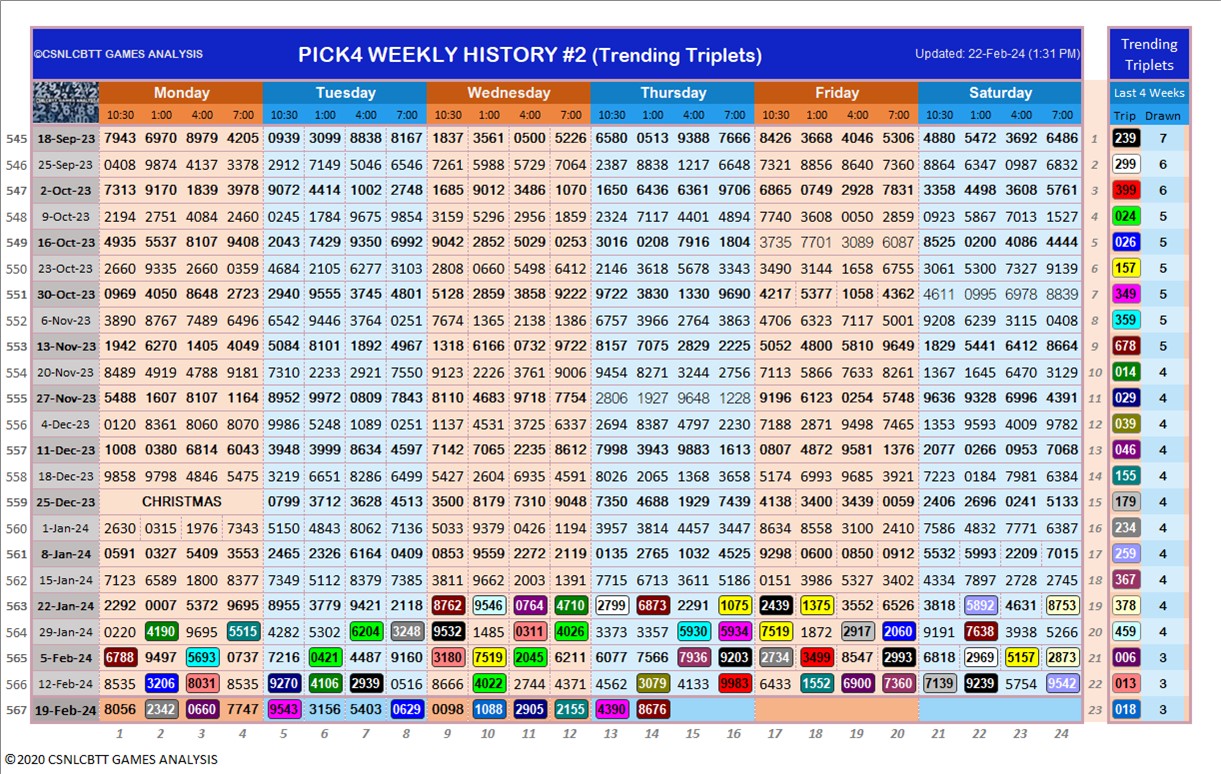 ©CSNLCBTT GAMES ANALYSIS PICK4 WEEKLY HISTORY #2 (Trending Triplets) Updated: 22-Feb-24 (1:31 PM) Trending Triplets
Monday Tuesday Wednesday Thursday Friday Saturday Last 4 Weeks
10:30 1:00 4:00 7:00 10:30 1:00 4:00 7:00 10:30 1:00 4:00 7:00 10:30 1:00 4:00 7:00 10:30 1:00 4:00 7:00 10:30 1:00 4:00 7:00 Trip Drawn
545 18-Sep-23 7943 6970 8979 4205 0939 3099 8838 8167 1837 3561 0500 5226 6580 0513 9388 7666 8426 3668 4046 5306 4880 5472 3692 6486 1 239 7
546 25-Sep-23 0408 9874 4137 3378 2912 7149 5046 6546 7261 5988 5729 7064 2387 8838 1217 6648 7321 8856 8640 7360 8864 6347 0987 6832 2 299 6
547 2-Oct-23 7313 9170 1839 3978 9072 4414 1002 2748 1685 9012 3486 1070 1650 6436 6361 9706 6865 0749 2928 7831 3358 4498 3608 5761 3 399 6
548 9-Oct-23 2194 2751 4084 2460 0245 1784 9675 9854 3159 5296 2956 1859 2324 7117 4401 4894 7740 3608 0050 2859 0923 5867 7013 1527 4 024 5
549 16-Oct-23 4935 5537 8107 9408 2043 7429 9350 6992 9042 2852 5029 0253 3016 0208 7916 1804 3735 7701 3089 6087 8525 0200 4086 4444 5 026 5
550 23-Oct-23 2660 9335 2660 0359 4684 2105 6277 3103 2808 0660 5498 6412 2146 3618 5678 3343 3490 3144 1658 6755 3061 5300 7327 9139 6 157 5
551 30-Oct-23 0969 4050 8648 2723 2940 9555 3745 4818 8128 2859 3858 9222 9722 3830 1330 9690 4217 5377 1058 4362 4611 0995 6978 8839 7 349 5
552 6-Nov-23 3890 8767 7489 6496 6542 9446 3764 0251 7674 1365 2138 1386 6757 3966 2764 3863 4706 6323 7117 5001 9208 6239 3115 0408 8 359 5
553 13-Nov-23 1942 6270 1405 4049 5084 8101 1892 4967 1318 6166 0732 9722 8157 7075 2829 2225 5052 4800 5810 9649 1829 5441 6412 8664 9 678 5
554 20-Nov-23 8489 4919 4788 9181 7310 2233 2921 7550 9123 2226 3761 9006 9454 8271 3244 2756 7113 5866 7633 8261 1367 1645 6470 3129 10 014 4
555 27-Nov-23 5488 1607 8107 1164 8952 9972 0809 7843 8110 4683 9718 7754 2806 1927 9648 1228 9196 6123 0254 5748 9636 9328 6996 4391 11 029 4
556 4-Dec-23 0120 8361 8060 8070 9986 5248 1089 0251 1137 4531 3725 6337 2694 8387 4797 2230 7188 2871 9498 7465 1353 9593 4009 9782 12 039 4
557 11-Dec-23 1008 0380 6814 6043 3948 3999 8634 4597 7142 7065 2235 8612 7998 3943 9883 1613 0807 4872 9581 1376 2077 0266 0953 7068 13 046 4
558 18-Dec-23 9858 9798 4846 5475 3219 6651 8286 6495 5427 2604 6935 4591 8026 2065 1536 3658 5174 6993 9685 3921 7223 0184 7981 6384 14 155 4
559 25-Dec-23 CHRISTMAS 0799 3712 3628 4513 3500 8179 7310 9048 7350 4688 1929 7439 4138 3400 3439 0059 2406 2696 0241 5133 15 179 4
560 1-Jan-24 2630 0315 1976 7343 5150 4843 8062 7136 5033 9379 0426 1194 3957 3814 4457 3447 8634 8558 3100 2410 7586 4832 7771 6387 16 234 4
561 8-Jan-24 0591 0327 5409 3553 2465 2326 6164 0409 0853 9559 2272 2119 0135 2765 1032 4525 9298 0600 0850 0912 5532 5993 2209 7015 17 259 4
562 15-Jan-24 7123 6589 1800 8377 7349 5112 8379 7385 3811 9662 2003 1391 7715 6713 3611 5186 0151 3986 5327 3402 4334 7897 2728 2745 18 367 4
563 22-Jan-24 2292 0007 5372 9695 8955 3779 9421 2118 8762 9546 0764 4710 2799 6873 2291 1075 2439 1375 3552 6526 3818 5892 4631 8753 19 378 4
564 29-Jan-24 0220 4190 9695 5515 4282 5302 6204 3248 9532 1485 0311 4026 3373 3357 5930 5934 7519 1872 2917 2060 9191 7638 3938 5266 20 459 4
565 5-Feb-24 6788 9497 5693 0737 7216 0421 4487 9160 3180 7519 2045 6211 6077 7566 7936 9203 2734 3499 8547 2993 6818 2969 5157 2873 21 006 3
566 12-Feb-24 8535 3206 8031 8535 9270 4106 2939 0516 8666 4022 2744 4371 4562 3079 4133 9983 6433 1552 6900 7360 7139 9239 5754 9542 22 013 3
567 19-Feb-24 8056 2342 0660 7747 9543 3156 5403 0629 0098 1088 2905 2155 4390 8676 23 018 3
1 2 3 4 5 6 7 8 9 10 11 12 13 14 15 16 17 18 19 20 21 22 23 24
©2020 CSNLCBTT GAMES ANALYSIS